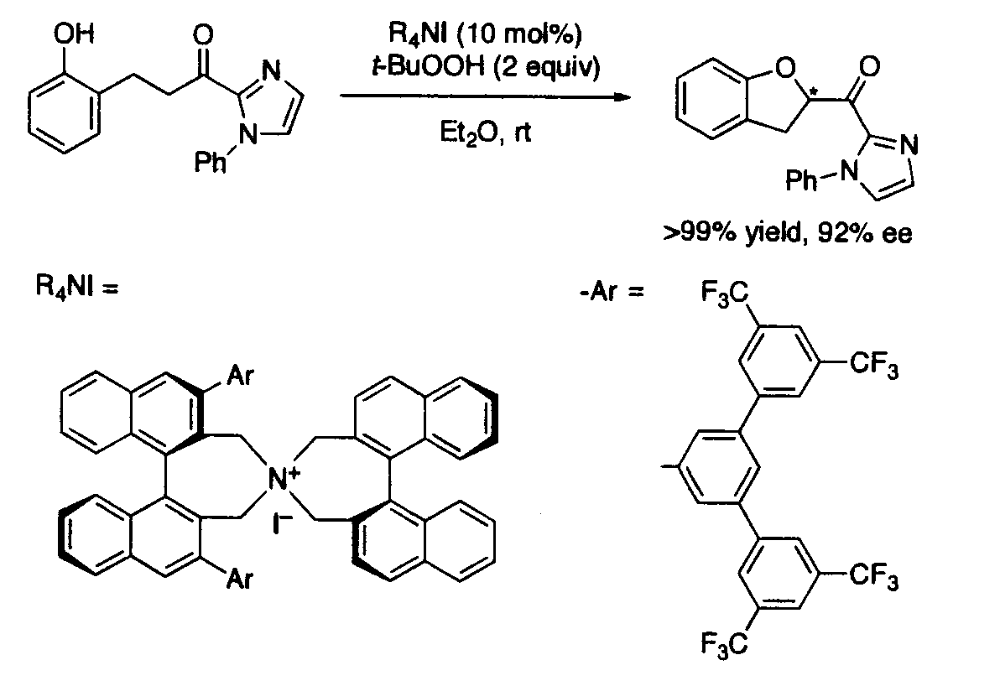 OH
O
N
N
Ph
R₄NI (10 mol%)
t-BuOOH (2 equiv)
Et₂O, rt
O
O
*
N
Ph
N
>99% yield, 92% ee
R₄NI =
-Ar =
F₃C
CF₃
Ar
N⁺
I⁻
Ar
CF₃
F₃C